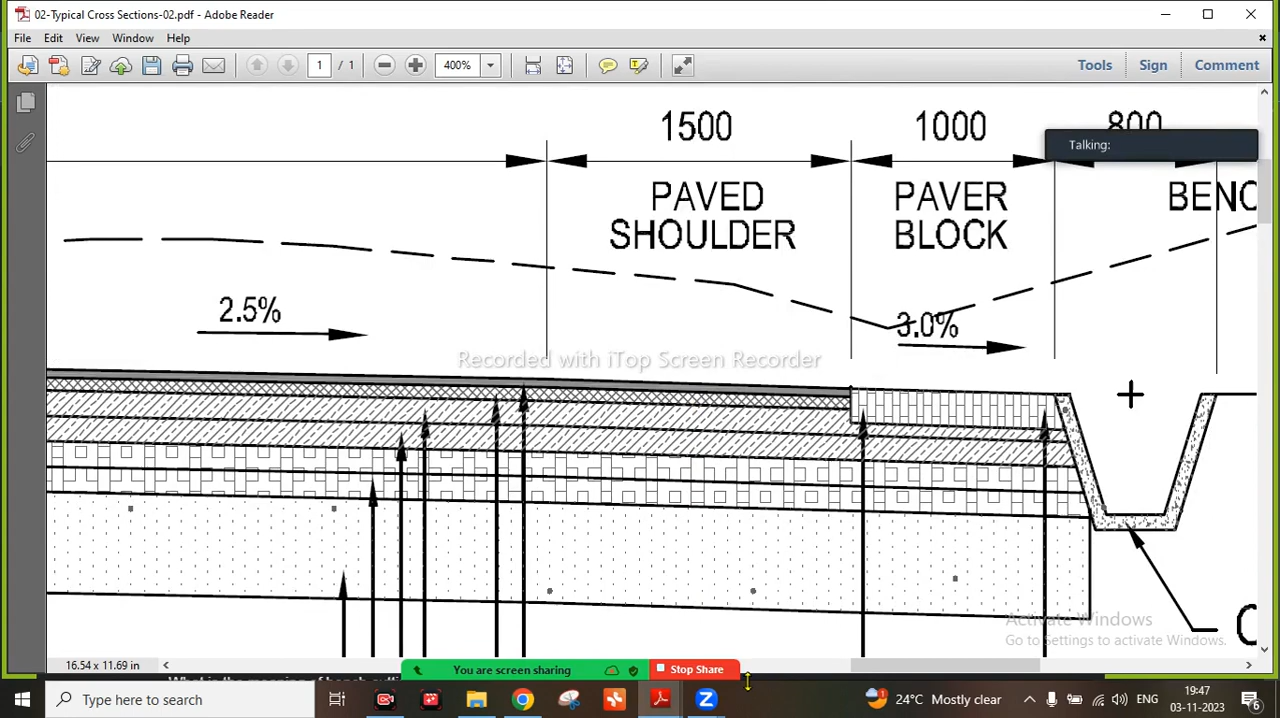 02-Typical Cross Sections-02.pdf - Adobe Reader
File Edit View Window Help
1 / 1 400% Tools Sign Comment
1500 1000 800
Talking:
PAVED SHOULDER
PAVER BLOCK
BENC
2.5%
3.0%
Recorded with iTop Screen Recorder
Activate Windows
Go to Settings to activate Windows.
16.54 x 11.69 in
You are screen sharing Stop Share
Type here to search
24°C Mostly clear
ENG
19:47
03-11-2023
6